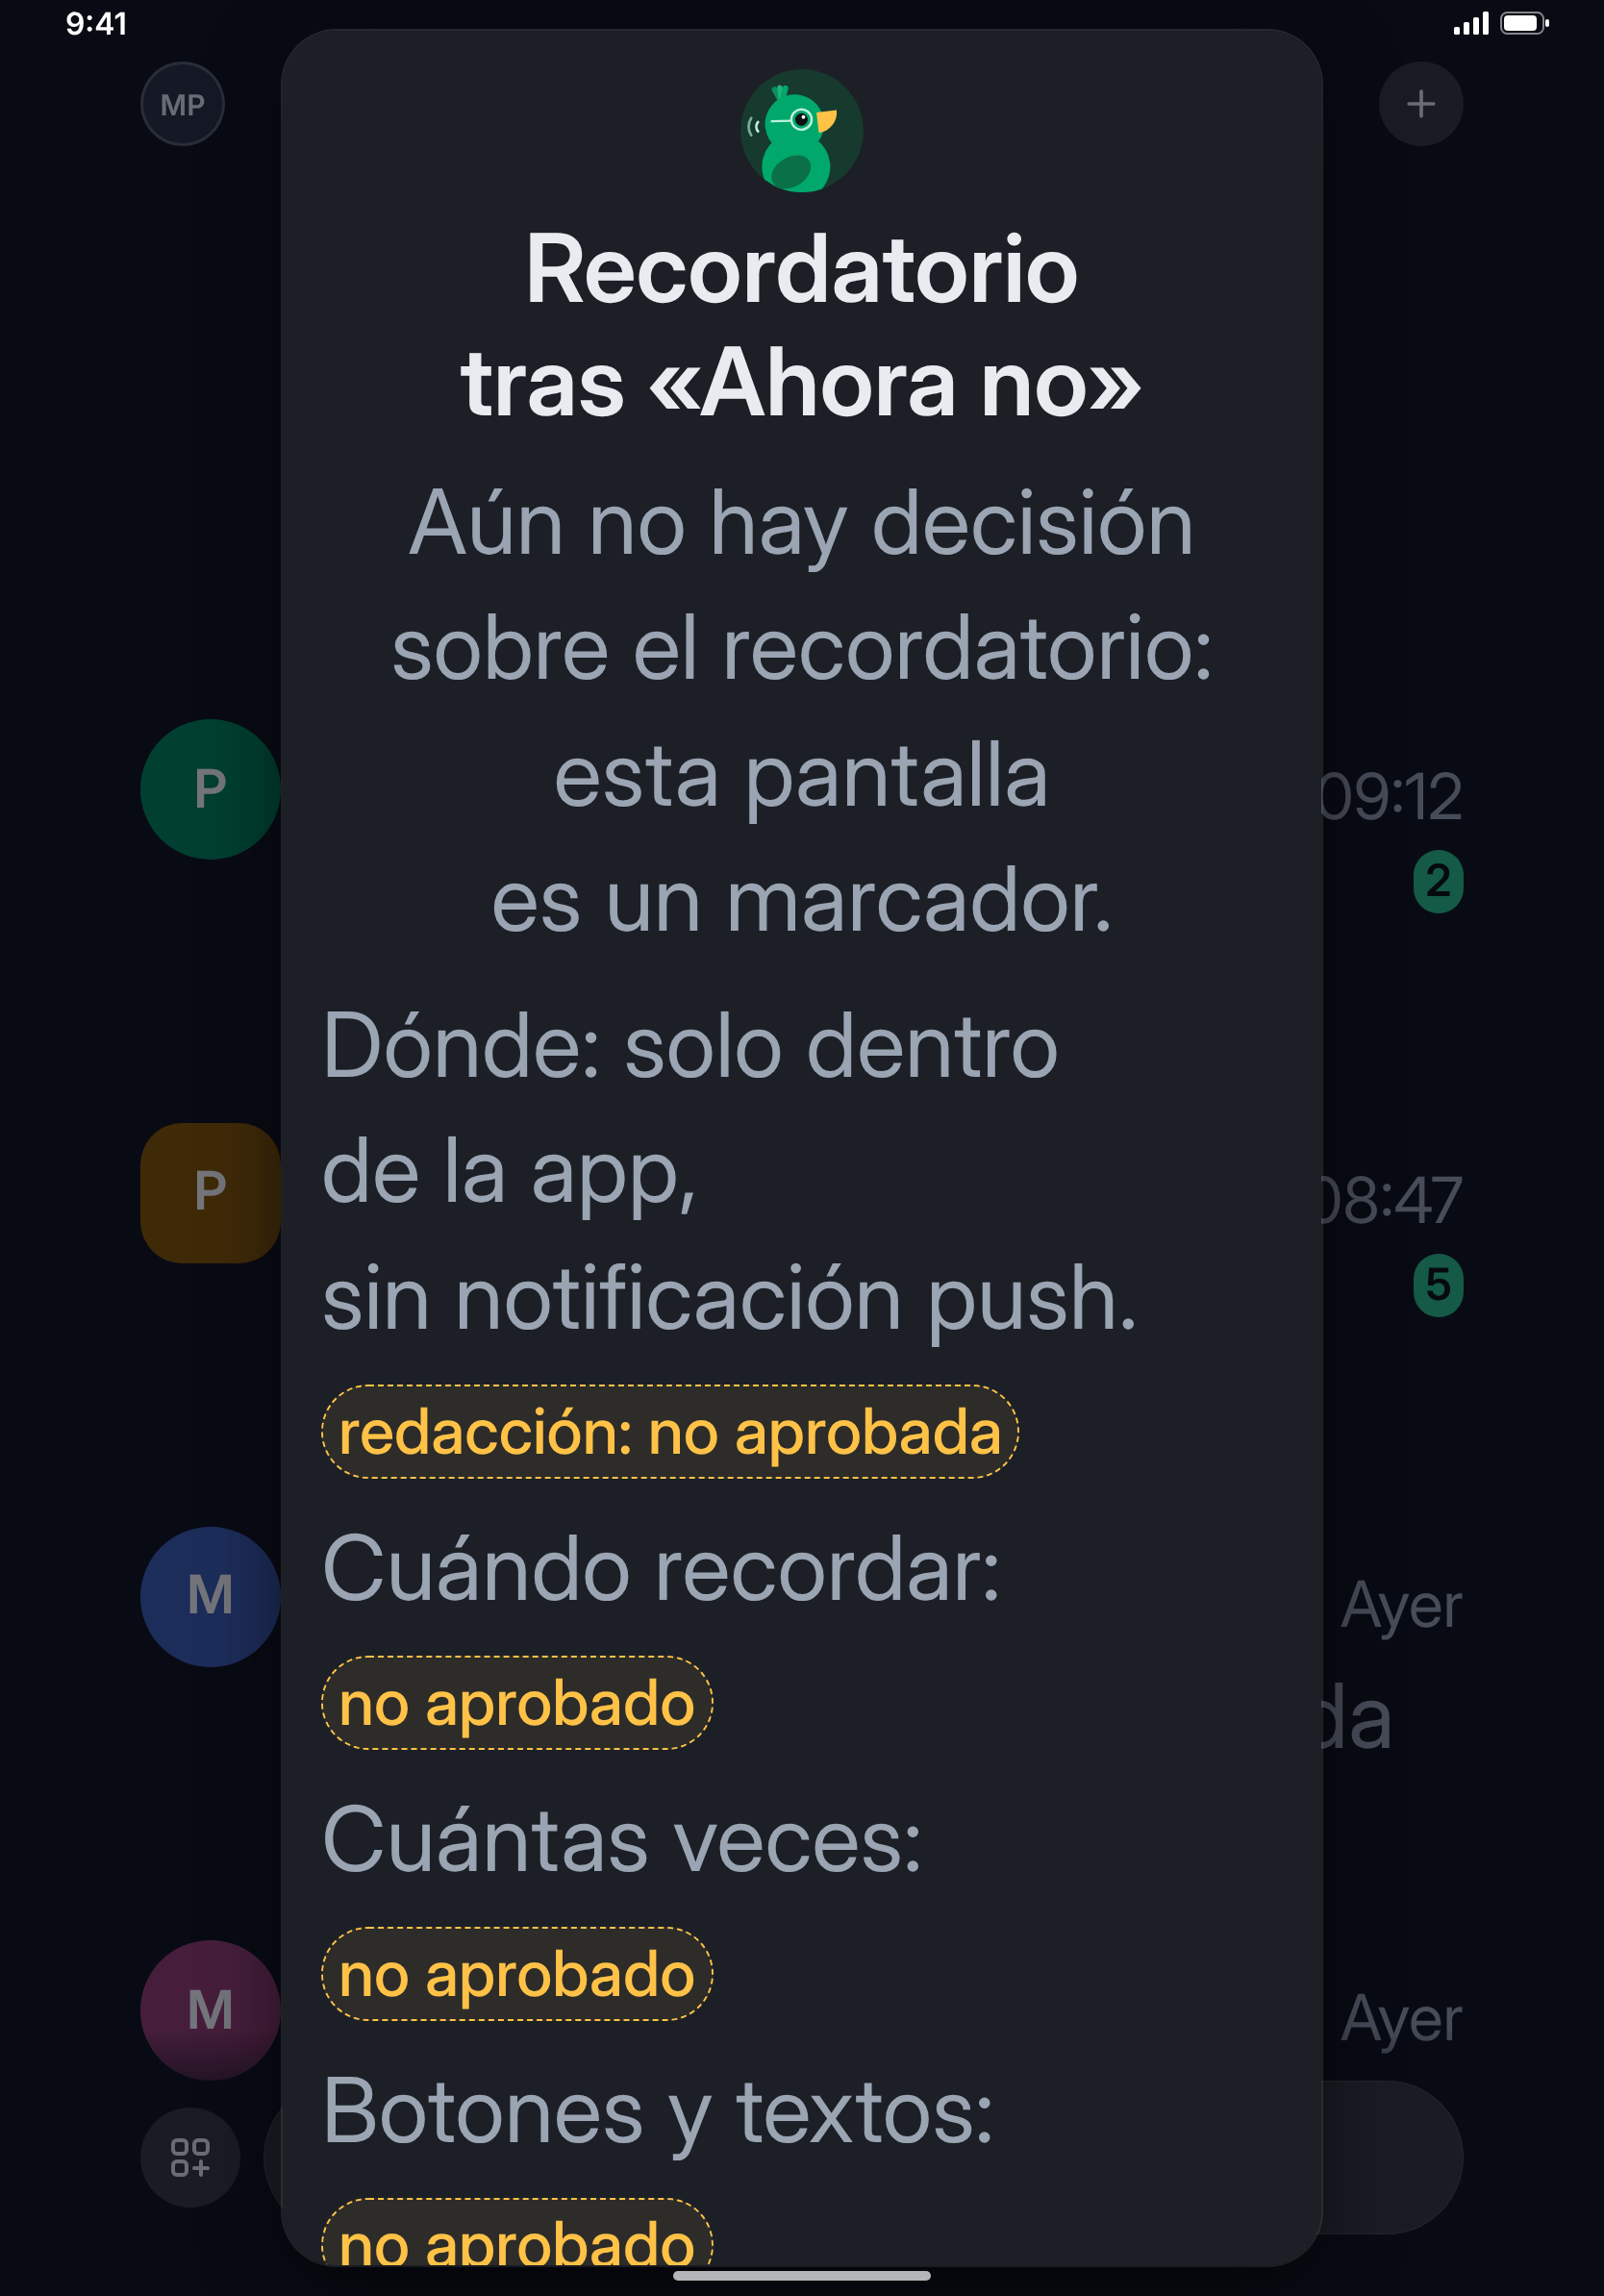 9:41
MP
Recordatorio
tras «Ahora no»
Aún no hay decisión
sobre el recordatorio:
esta pantalla
es un marcador.
P
09:12
2
Dónde: solo dentro
de la app,
sin notificación push.
P
08:47
5
redacción: no aprobada
Cuándo recordar:
M
Ayer
no aprobado
da
Cuántas veces:
no aprobado
M
Ayer
Botones y textos:
no aprobado